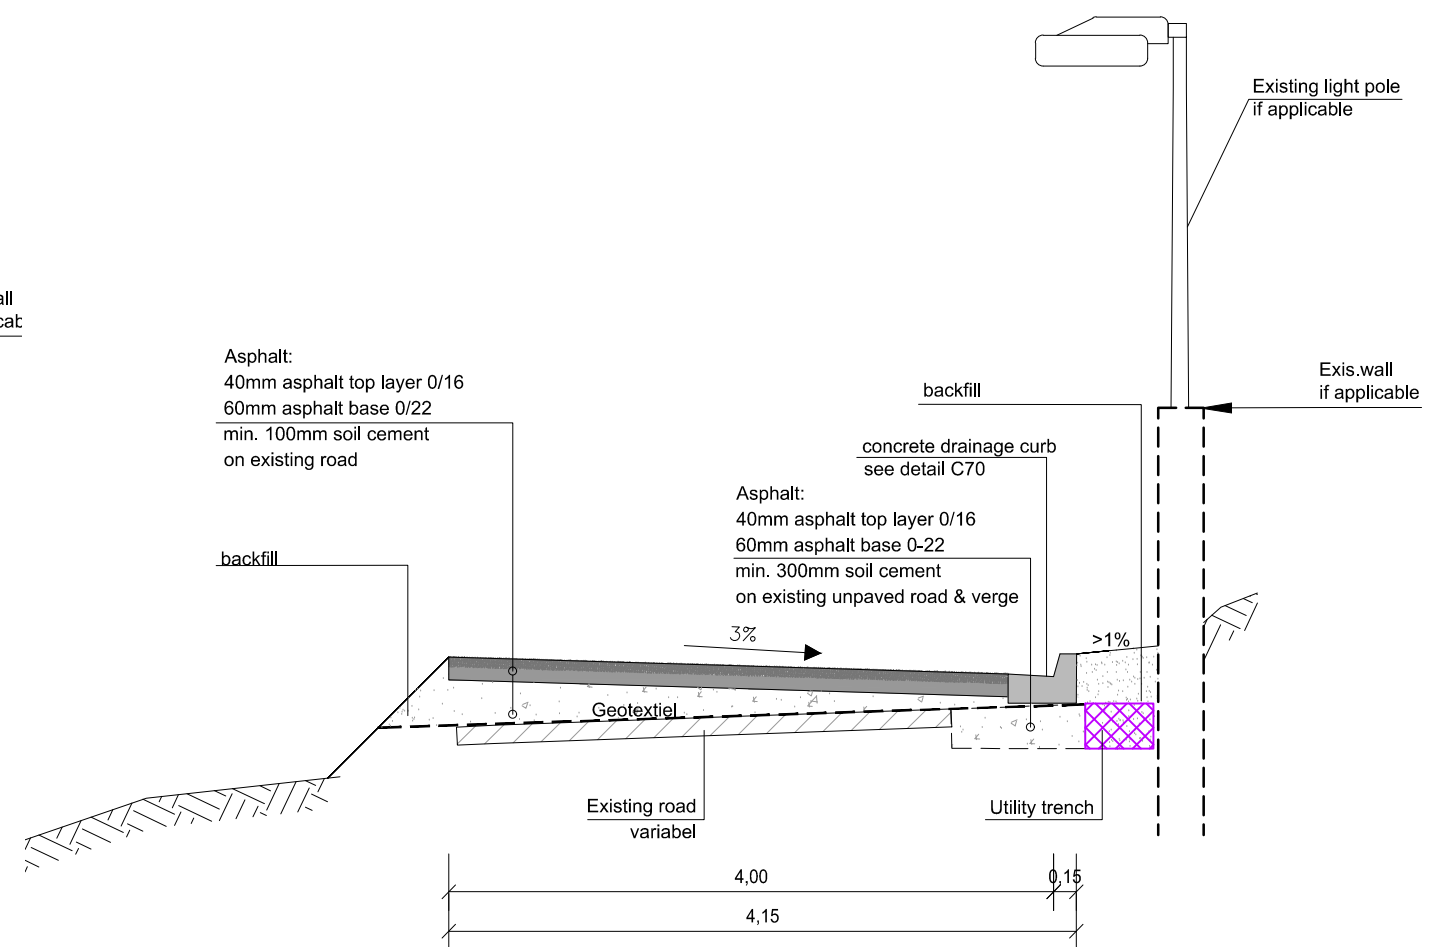 Existing light pole
if applicable
all
cab
Exis.wall
if applicable
Asphalt:
40mm asphalt top layer 0/16
60mm asphalt base 0/22
min. 100mm soil cement
on existing road
backfill
concrete drainage curb
see detail C70
Asphalt:
40mm asphalt top layer 0/16
60mm asphalt base 0-22
min. 300mm soil cement
on existing unpaved road & verge
backfill
3%
>1%
Geotextiel
Existing road
variabel
Utility trench
4,00
0,15
4,15